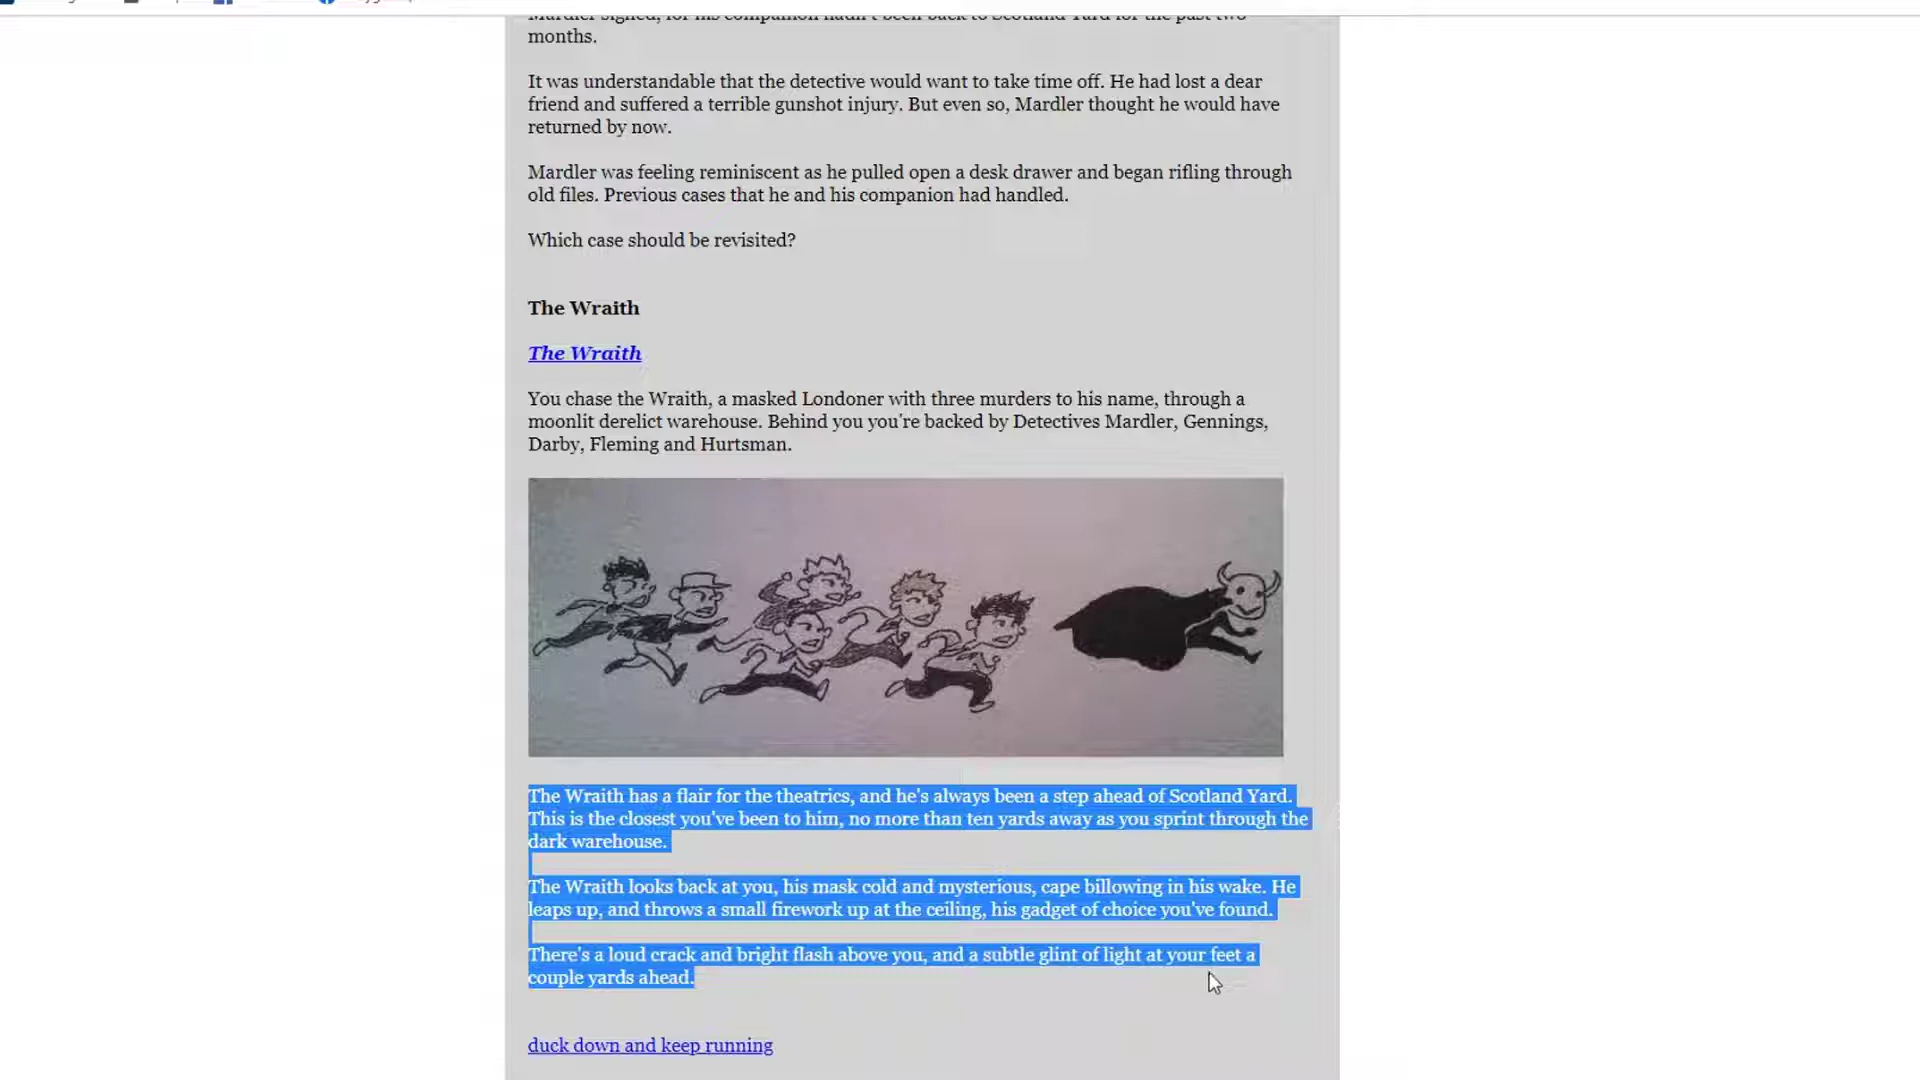 months.
It was understandable that the detective would want to take time off. He had lost a dear
friend and suffered a terrible gunshot injury. But even so, Mardler thought he would have
returned by now.
Mardler was feeling reminiscent as he pulled open a desk drawer and began rifling through
old files. Previous cases that he and his companion had handled.
Which case should be revisited?
The Wraith
The Wraith
You chase the Wraith, a masked Londoner with three murders to his name, through a
moonlit derelict warehouse. Behind you you're backed by Detectives Mardler, Gennings,
Darby, Fleming and Hurtsman.
The Wraith has a flair for the theatrics, and he's always been a step ahead of Scotland Yard.
This is the closest you've been to him, no more than ten yards away as you sprint through the
dark warehouse.
The Wraith looks back at you, his mask cold and mysterious, cape billowing in his wake. He
leaps up, and throws a small firework up at the ceiling, his gadget of choice you've found.
There's a loud crack and bright flash above you, and a subtle glint of light at your feet a
couple yards ahead.
duck down and keep running